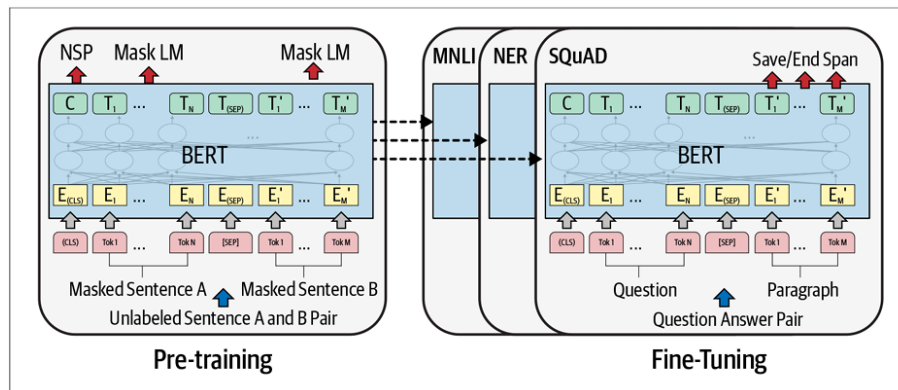 NSP Mask LM Mask LM
C T1 ... TN T(SEP) T1' ... TM'
...
BERT
E(CLS) E1 ... EN E(SEP) E1' ... EM'
(CLS) Tok 1 ... Tok N [SEP] Tok 1 ... Tok M
Masked Sentence A Masked Sentence B
Unlabeled Sentence A and B Pair
Pre-training
MNLI NER SQuAD
Save/End Span
C T1 ... TN T(SEP) T1' ... TM'
...
BERT
E(CLS) E1 ... EN E(SEP) E1' ... EM'
(CLS) Tok 1 ... Tok N [SEP] Tok 1 ... Tok M
Question Paragraph
Question Answer Pair
Fine-Tuning